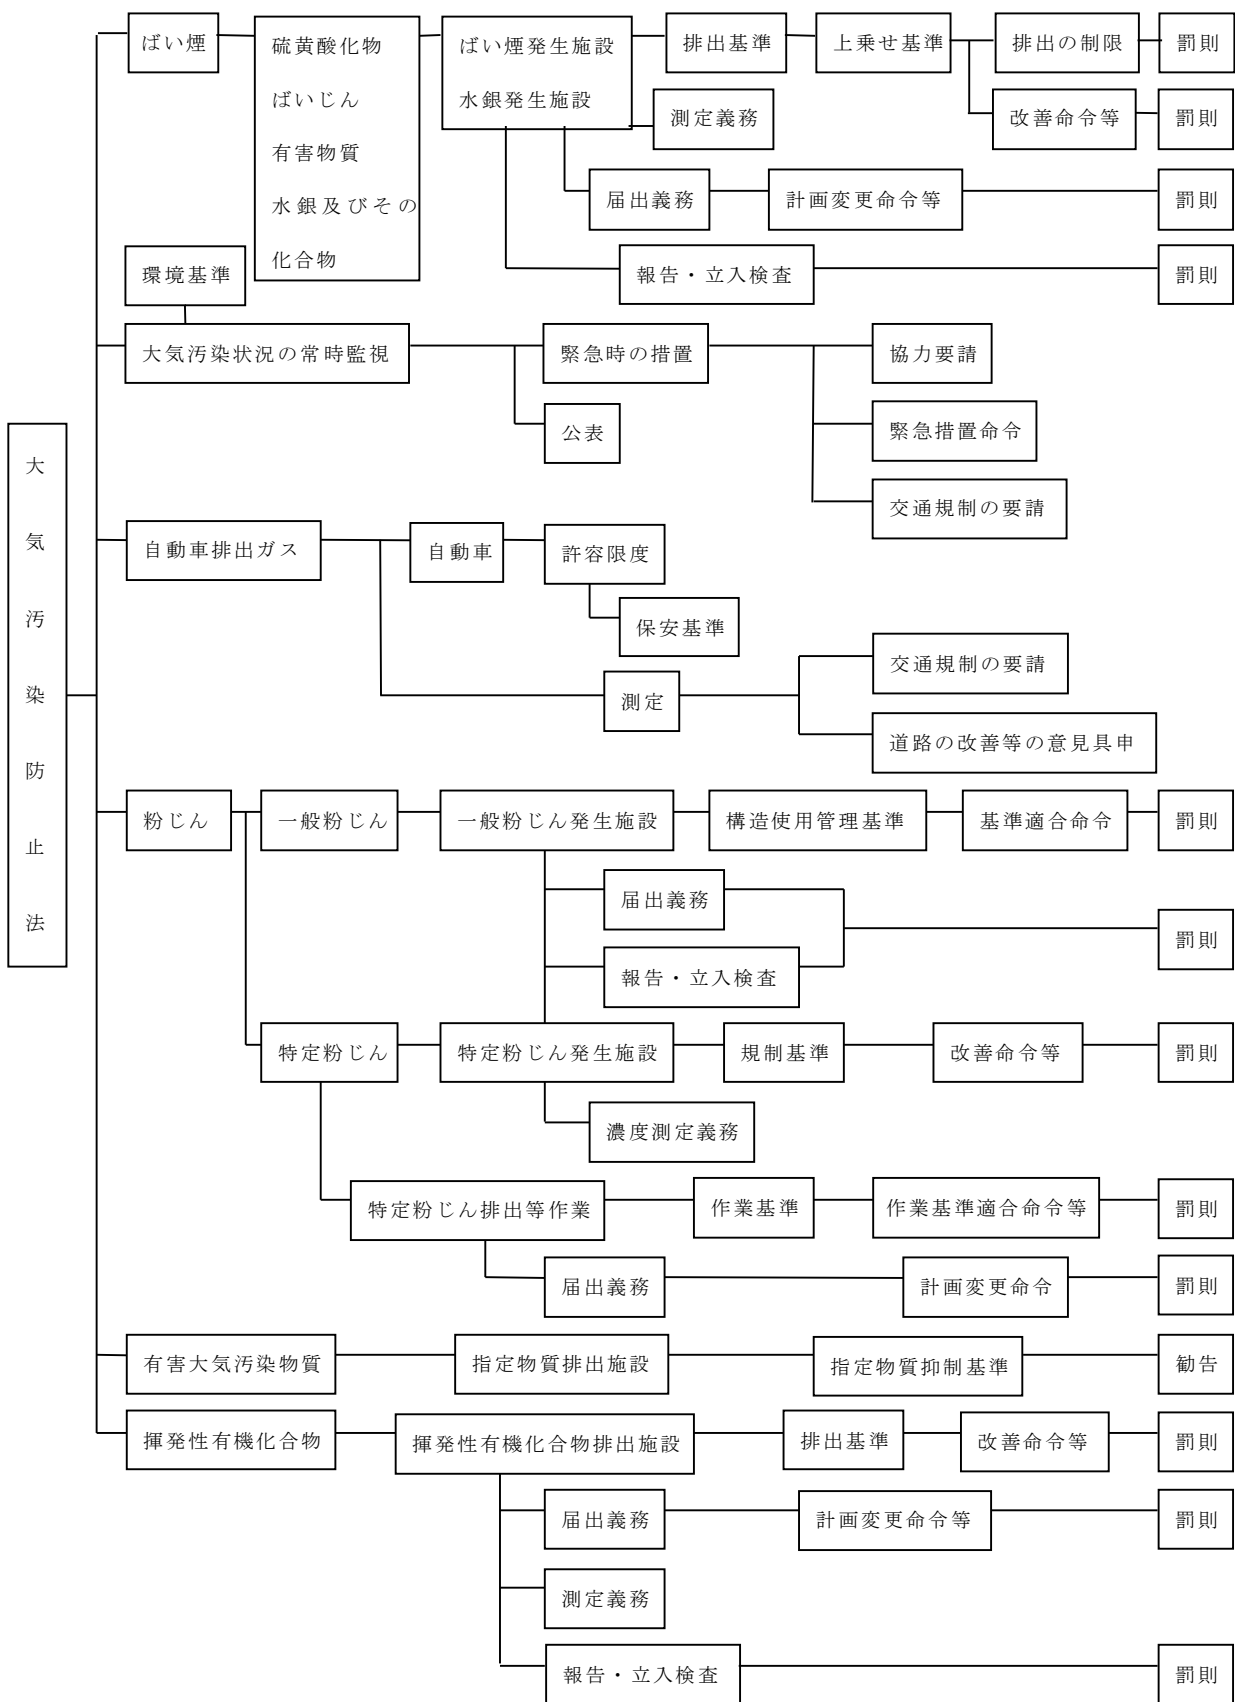 ばい煙
硫黄酸化物
ばいじん
有害物質
水銀及びその
化合物
ばい煙発生施設
水銀発生施設
排出基準
上乗せ基準
排出の制限
罰則
測定義務
改善命令等
罰則
届出義務
計画変更命令等
罰則
報告・立入検査
罰則
環境基準
大気汚染状況の常時監視
緊急時の措置
協力要請
公表
緊急措置命令
交通規制の要請
大気汚染防止法
自動車排出ガス
自動車
許容限度
保安基準
測定
交通規制の要請
道路の改善等の意見具申
粉じん
一般粉じん
一般粉じん発生施設
構造使用管理基準
基準適合命令
罰則
届出義務
報告・立入検査
罰則
特定粉じん
特定粉じん発生施設
規制基準
改善命令等
罰則
濃度測定義務
特定粉じん排出等作業
作業基準
作業基準適合命令等
罰則
届出義務
計画変更命令
罰則
有害大気汚染物質
指定物質排出施設
指定物質抑制基準
勧告
揮発性有機化合物
揮発性有機化合物排出施設
排出基準
改善命令等
罰則
届出義務
計画変更命令等
罰則
測定義務
報告・立入検査
罰則